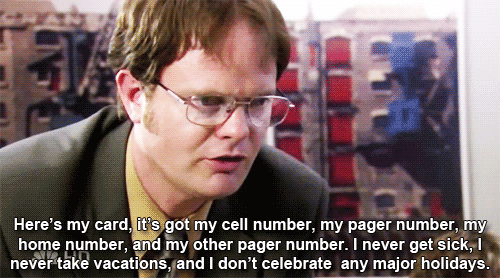 Here's my card, it's got my cell number, my pager number, my
home number, and my other pager number. I never get sick, I
never take vacations, and I don't celebrate  any major holidays.